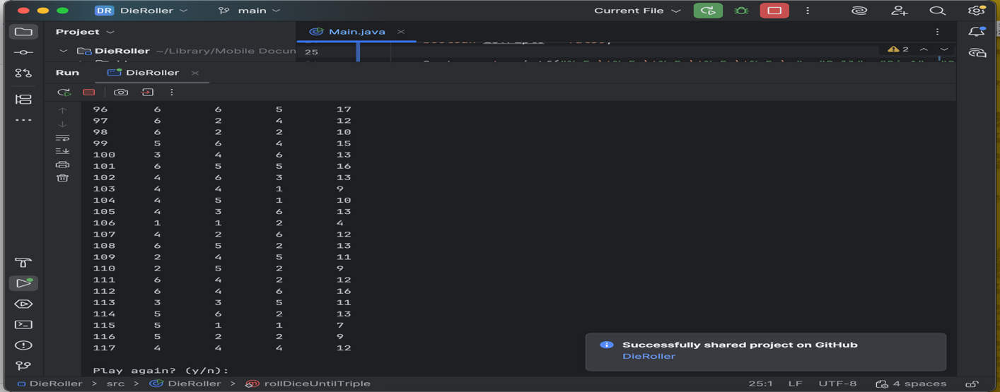 DR DieRoller main Current File
Project Main.java
DieRoller ~/Library/Mobile Docum 25 2
Run DieRoller
96 6 6 5 17
97 6 2 4 12
98 6 2 2 10
99 5 6 4 15
100 3 4 6 13
101 6 5 5 16
102 4 6 3 13
103 4 4 1 9
104 4 5 1 10
105 4 3 6 13
106 1 1 2 4
107 4 2 6 12
108 6 5 2 13
109 2 4 5 11
110 2 5 2 9
111 6 4 2 12
112 6 4 6 16
113 3 3 5 11
114 5 6 2 13
115 5 1 1 7
116 5 2 2 9
117 4 4 4 12
Successfully shared project on GitHub
DieRoller
Play again? (y/n):
DieRoller > src > DieRoller > rollDiceUntilTriple 25:1 LF UTF-8 4 spaces